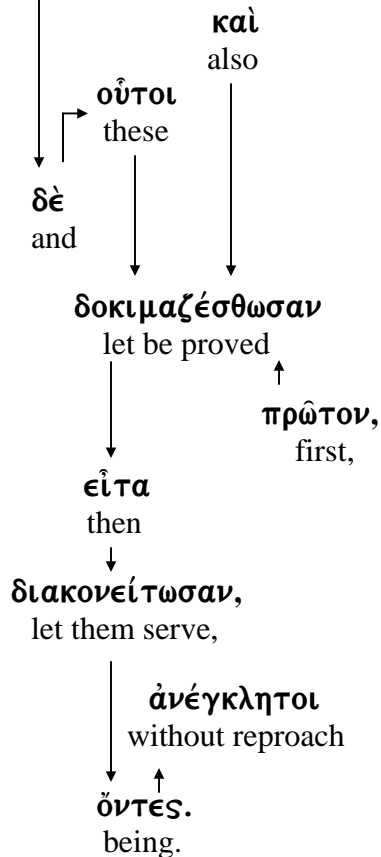 καὶ
also
οὗτοι
these
δὲ
and
δοκιμαζέσθωσαν
let be proved
πρῶτον,
first,
εἶτα
then
διακονείτωσαν,
let them serve,
ἀνέγκλητοι
without reproach
ὄντες.
being.